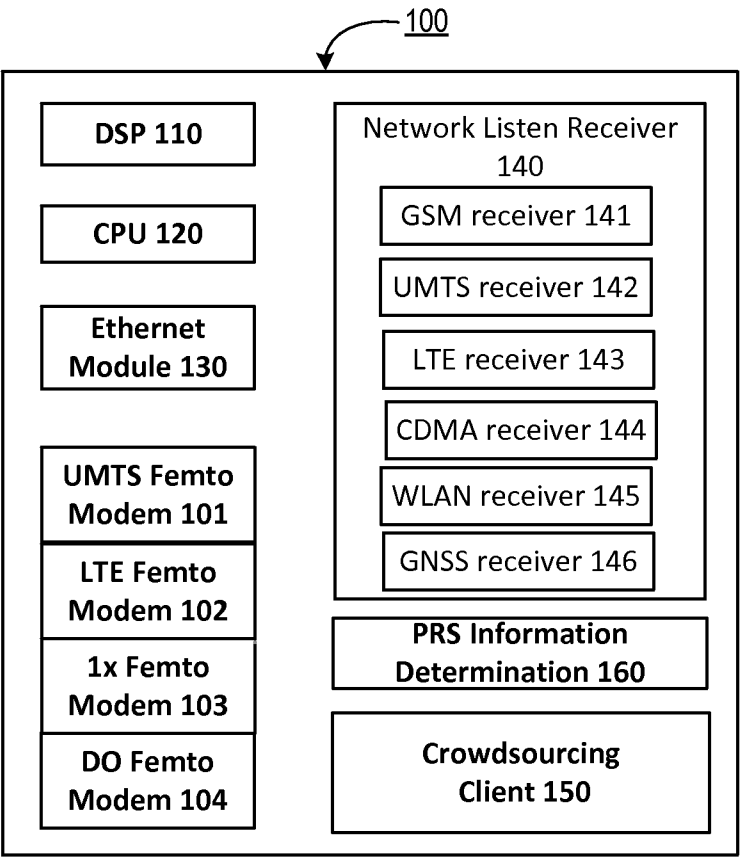 100
DSP 110
CPU 120
Ethernet
Module 130
UMTS Femto
Modem 101
LTE Femto
Modem 102
1x Femto
Modem 103
DO Femto
Modem 104
Network Listen Receiver
140
GSM receiver 141
UMTS receiver 142
LTE receiver 143
CDMA receiver 144
WLAN receiver 145
GNSS receiver 146
PRS Information
Determination 160
Crowdsourcing
Client 150